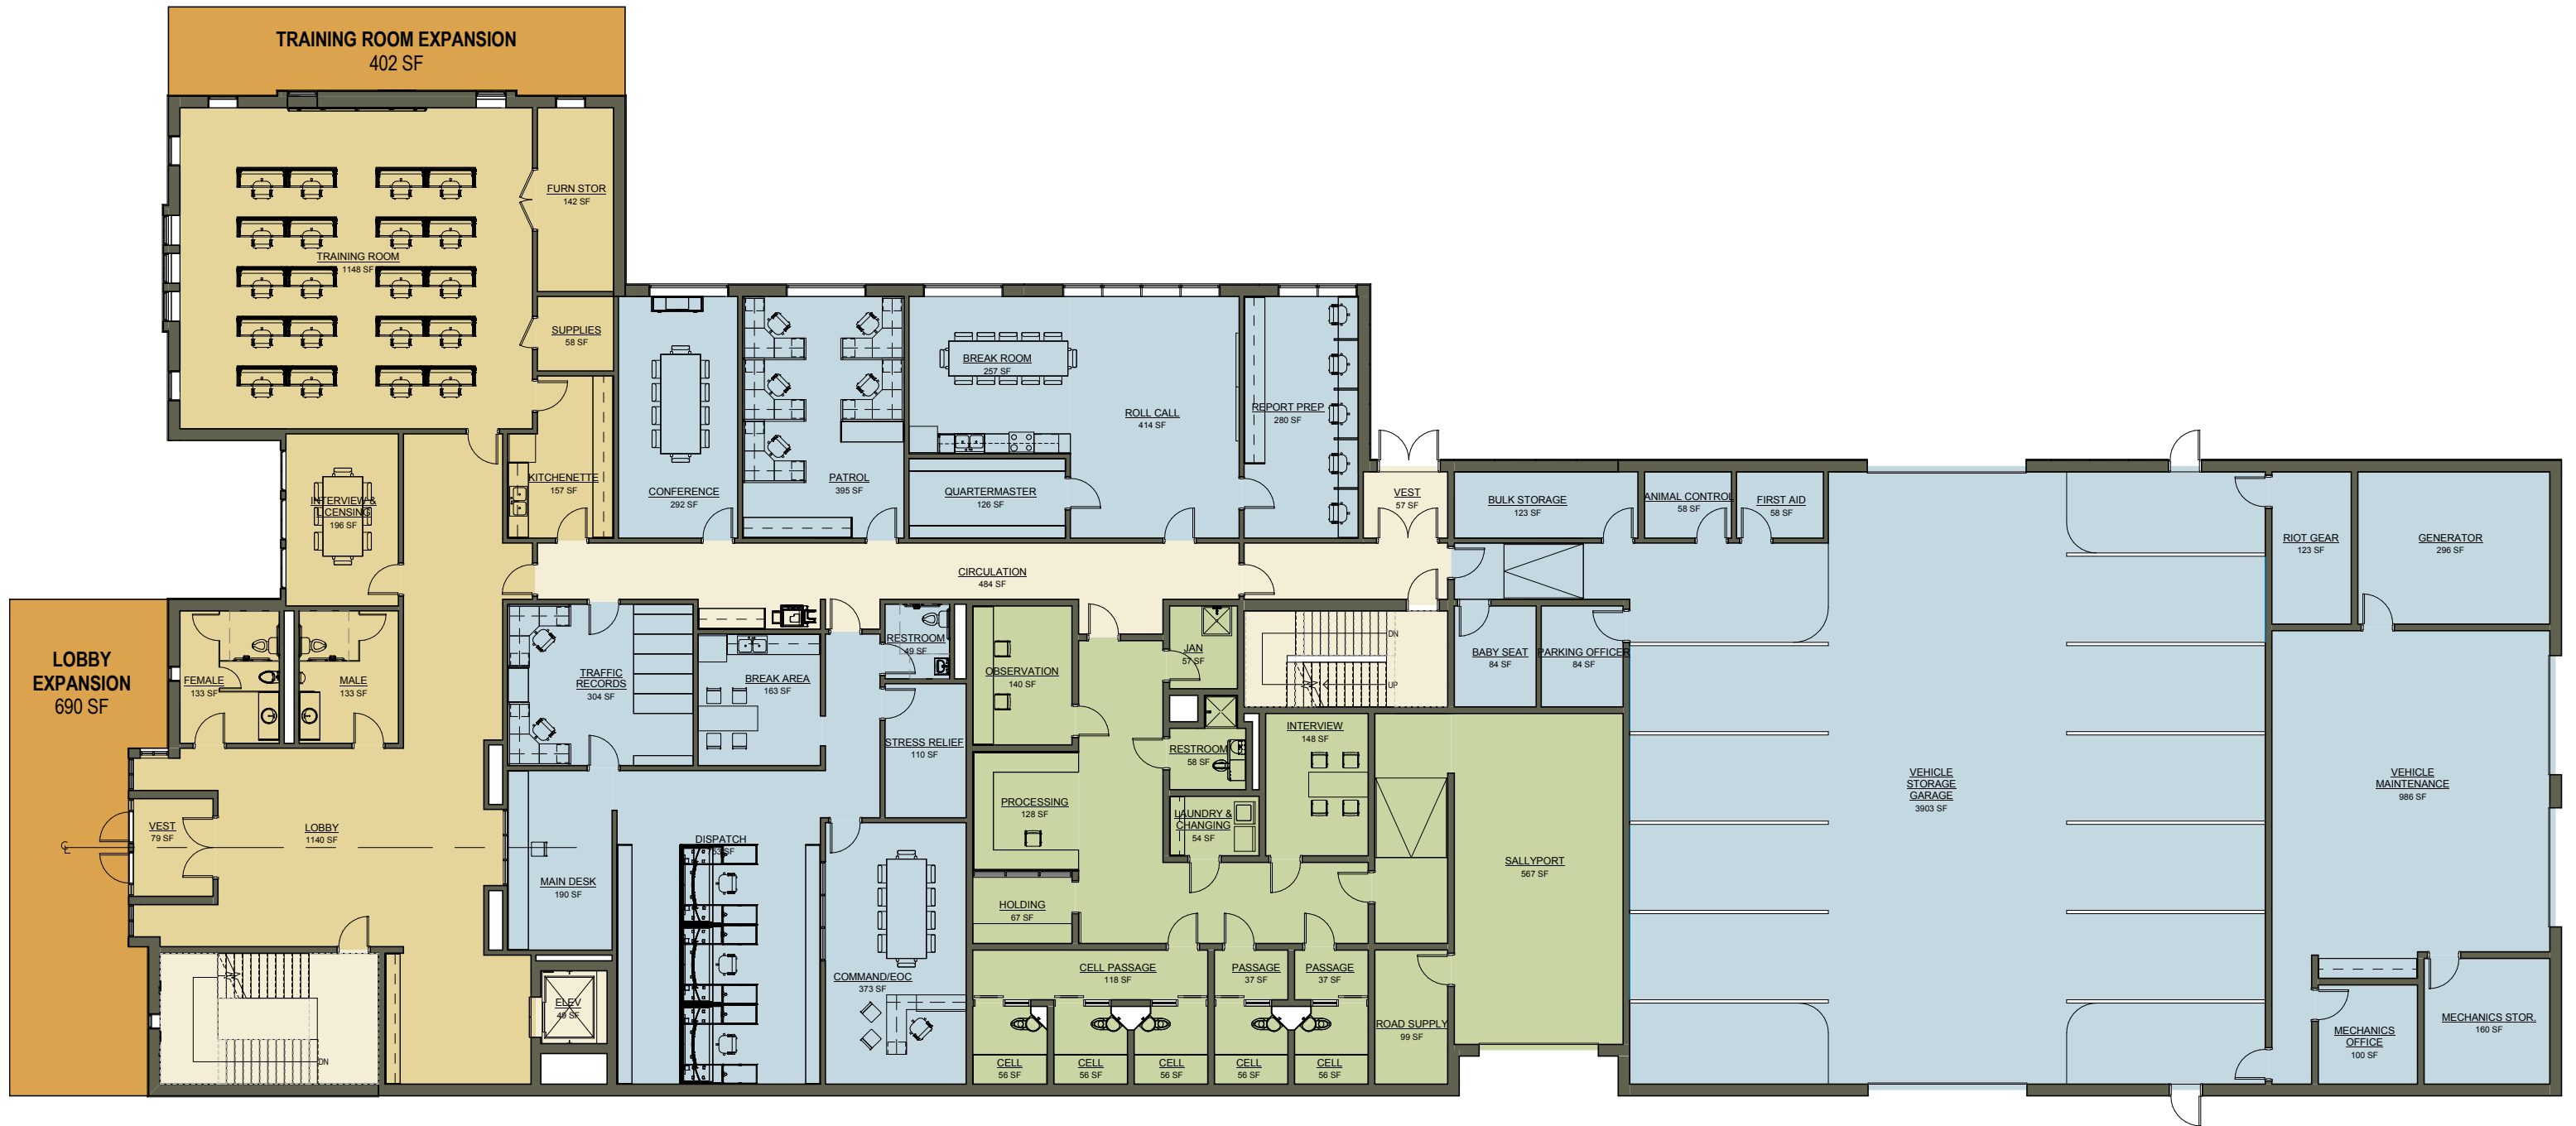 TRAINING ROOM EXPANSION
402 SF
FURN STOR
142 SF
TRAINING ROOM
1148 SF
SUPPLIES
58 SF
BREAK ROOM
257 SF
ROLL CALL
414 SF
REPORT PREP
280 SF
KITCHENETTE
157 SF
CONFERENCE
292 SF
PATROL
395 SF
QUARTERMASTER
126 SF
INTERVIEW &
LICENSING
196 SF
VEST
57 SF
BULK STORAGE
123 SF
ANIMAL CONTROL
58 SF
FIRST AID
58 SF
RIOT GEAR
123 SF
GENERATOR
296 SF
CIRCULATION
484 SF
LOBBY
EXPANSION
690 SF
FEMALE
133 SF
MALE
133 SF
TRAFFIC
RECORDS
304 SF
BREAK AREA
163 SF
RESTROOM
49 SF
OBSERVATION
140 SF
JAN
57 SF
DN
UP
BABY SEAT
84 SF
PARKING OFFICER
84 SF
STRESS RELIEF
110 SF
RESTROOM
58 SF
INTERVIEW
148 SF
VEHICLE
STORAGE
GARAGE
3903 SF
VEHICLE
MAINTENANCE
986 SF
VEST
79 SF
LOBBY
1140 SF
PROCESSING
128 SF
LAUNDRY &
CHANGING
54 SF
DISPATCH
MAIN DESK
190 SF
SALLYPORT
567 SF
HOLDING
67 SF
COMMAND/EOC
373 SF
CELL PASSAGE
118 SF
PASSAGE
37 SF
PASSAGE
37 SF
ELEV
49 SF
DN
ROAD SUPPLY
99 SF
MECHANICS
OFFICE
100 SF
MECHANICS STOR.
160 SF
CELL
56 SF
CELL
56 SF
CELL
56 SF
CELL
56 SF
CELL
56 SF